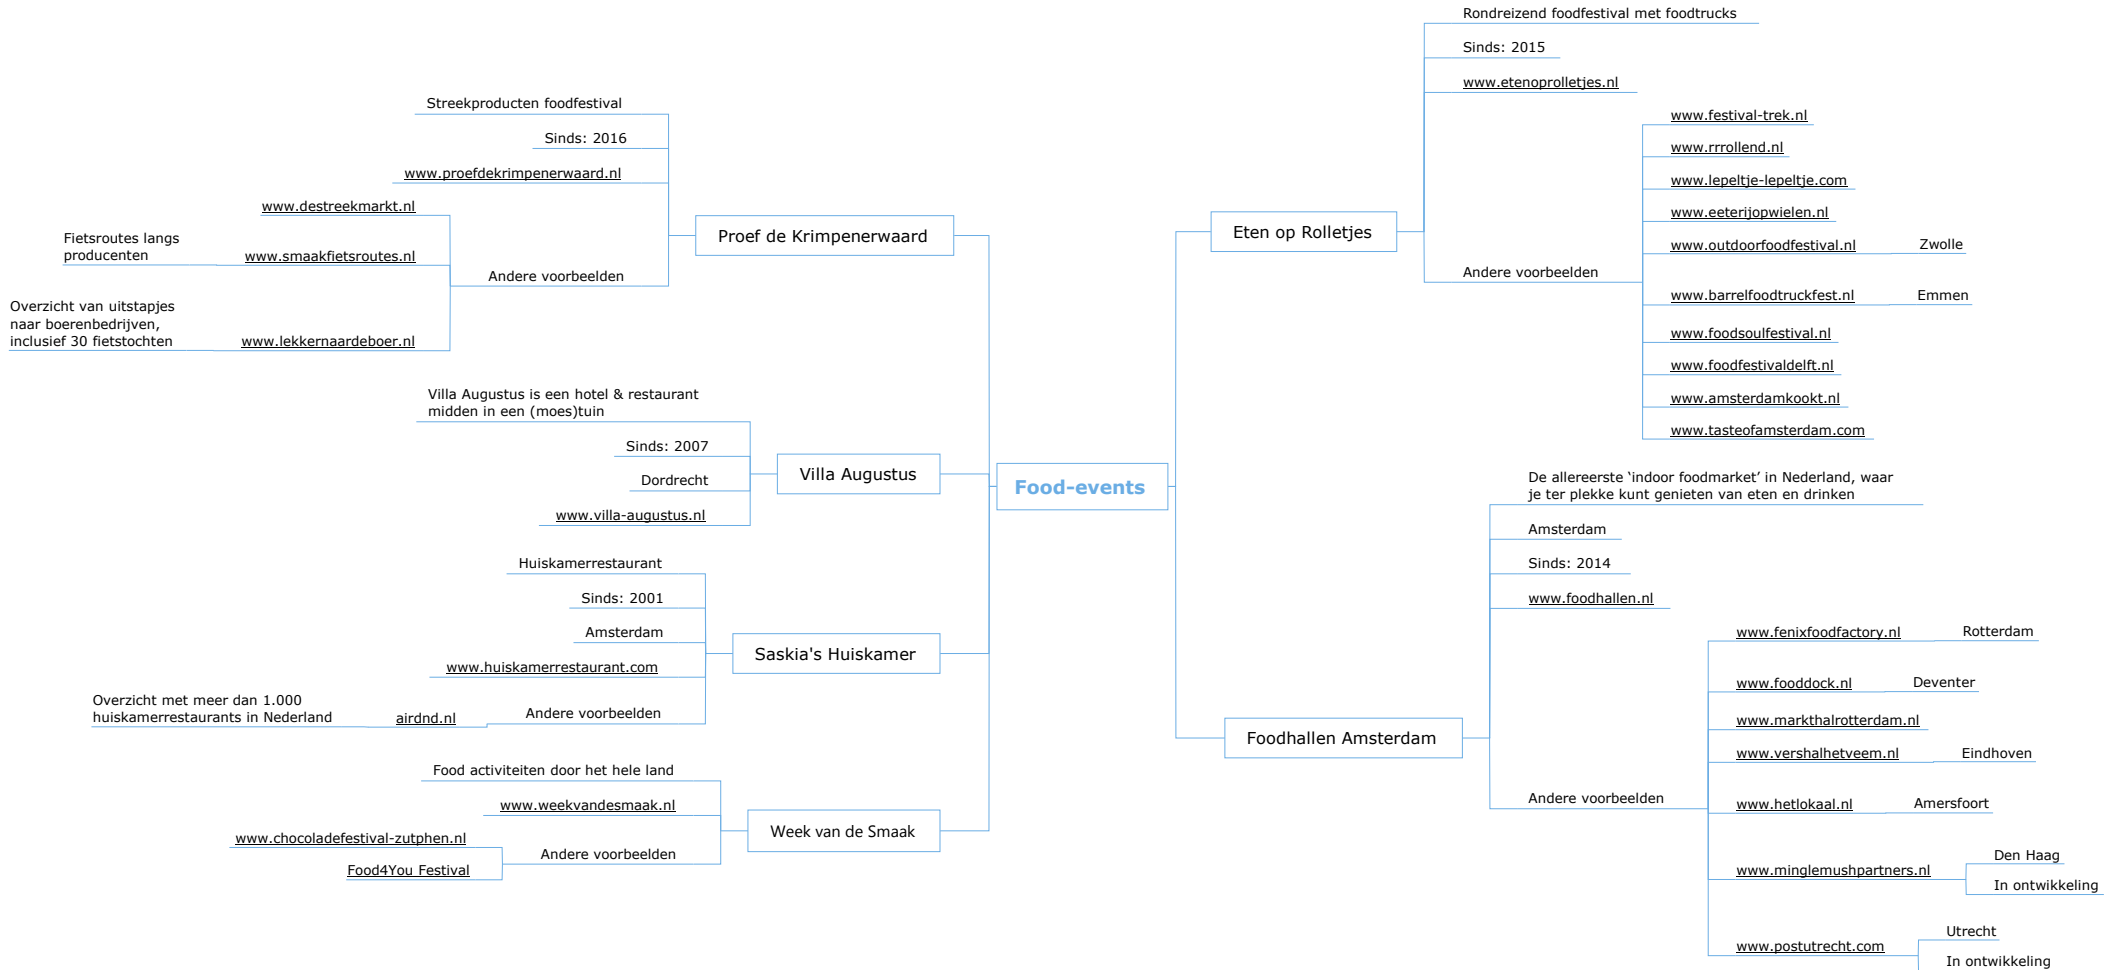 Food-events
Proef de Krimpenerwaard
Streekproducten foodfestival
Sinds: 2016
www.proefdekrimpenerwaard.nl
Andere voorbeelden
www.destreekmarkt.nl
www.smaakfietsroutes.nl
Fietsroutes langs
producenten
www.lekkernaardeboer.nl
Overzicht van uitstapjes
naar boerenbedrijven,
inclusief 30 fietstochten
Villa Augustus
Villa Augustus is een hotel & restaurant
midden in een (moes)tuin
Sinds: 2007
Dordrecht
www.villa-augustus.nl
Saskia's Huiskamer
Huiskamerrestaurant
Sinds: 2001
Amsterdam
www.huiskamerrestaurant.com
Andere voorbeelden
airdnd.nl
Overzicht met meer dan 1.000
huiskamerrestaurants in Nederland
Week van de Smaak
Food activiteiten door het hele land
www.weekvandesmaak.nl
Andere voorbeelden
www.chocoladefestival-zutphen.nl
Food4You Festival
Eten op Rolletjes
Rondreizend foodfestival met foodtrucks
Sinds: 2015
www.etenoprolletjes.nl
Andere voorbeelden
www.festival-trek.nl
www.rrrollend.nl
www.lepeltje-lepeltje.com
www.eeterijopwielen.nl
www.outdoorfoodfestival.nl
Zwolle
www.barrelfoodtruckfest.nl
Emmen
www.foodsoulfestival.nl
www.foodfestivaldelft.nl
www.amsterdamkookt.nl
www.tasteofamsterdam.com
Foodhallen Amsterdam
De allereerste ‘indoor foodmarket’ in Nederland, waar
je ter plekke kunt genieten van eten en drinken
Amsterdam
Sinds: 2014
www.foodhallen.nl
Andere voorbeelden
www.fenixfoodfactory.nl
Rotterdam
www.fooddock.nl
Deventer
www.markthalrotterdam.nl
www.vershalhetveem.nl
Eindhoven
www.hetlokaal.nl
Amersfoort
www.minglemushpartners.nl
Den Haag
In ontwikkeling
www.postutrecht.com
Utrecht
In ontwikkeling